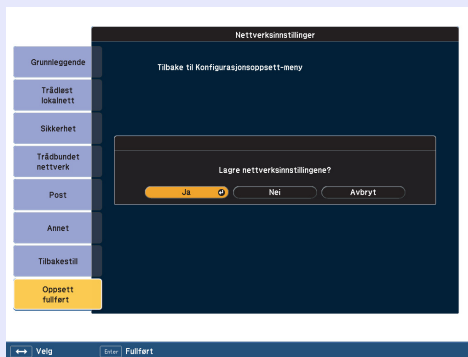 Nettverksinnstillinger
Grunnleggende
Tilbake til Konfigurasjonsoppsett-meny
Trådløst
lokalnett
Sikkerhet
Trådbundet
nettverk
Lagre nettverksinnstillingene?
Ja
Nei
Avbryt
Post
Annet
Tilbakestill
Oppsett
fullført
Velg
Enter Fullført